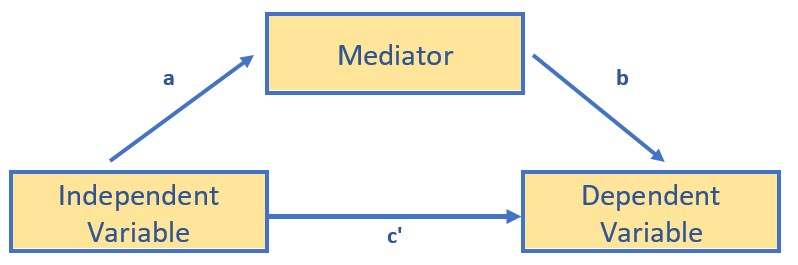 Mediator
a
b
Independent
Variable
c'
Dependent
Variable